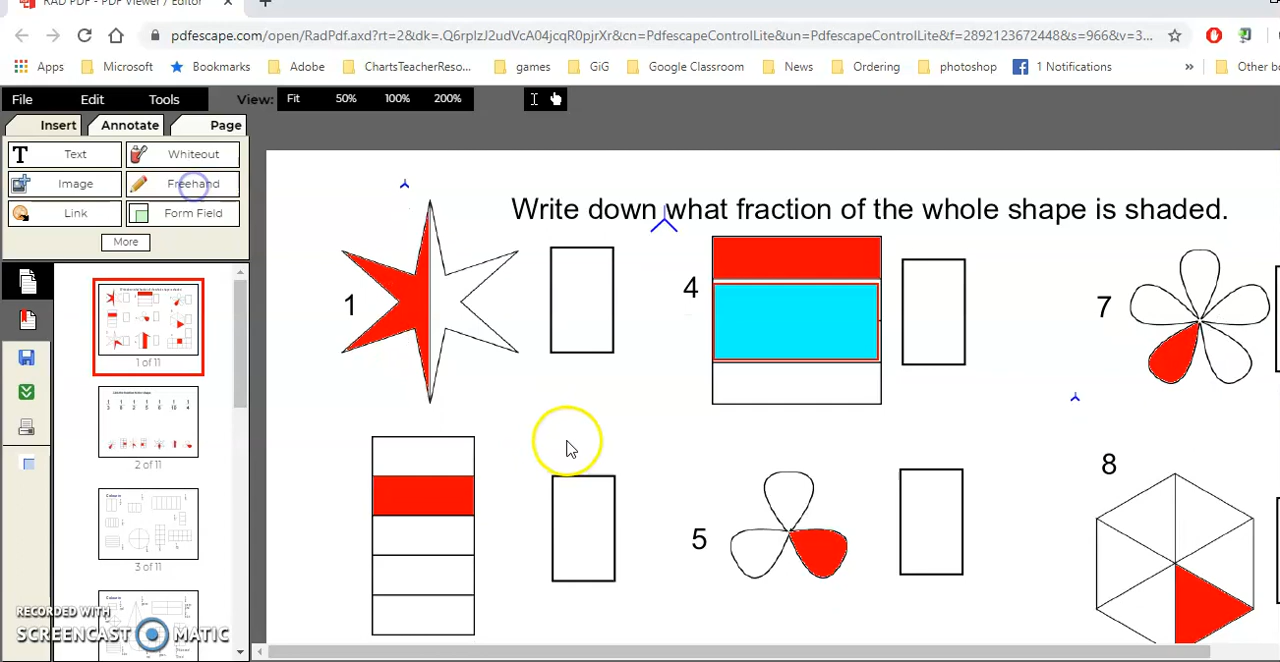 RAD PDF - PDF Viewer / Editor
pdfescape.com/open/RadPdf.axd?rt=2&dk=.Q6rplzJ2udVcA04jcqR0pjrXr&cn=PdfescapeControlLite&un=PdfescapeControlLite&f=2892123672448&s=966&v=3...
Apps Microsoft Bookmarks Adobe ChartsTeacherReso... games GiG Google Classroom News Ordering photoshop 1 Notifications » Other bo
File Edit Tools View: Fit 50% 100% 200%
Insert Annotate Page
Text Whiteout
Image Freehand
Link Form Field
More
Write down what fraction of the whole shape is shaded.
1
4
7
5
8
1 of 11
2 of 11
3 of 11
RECORDED WITH
SCREENCAST MATIC